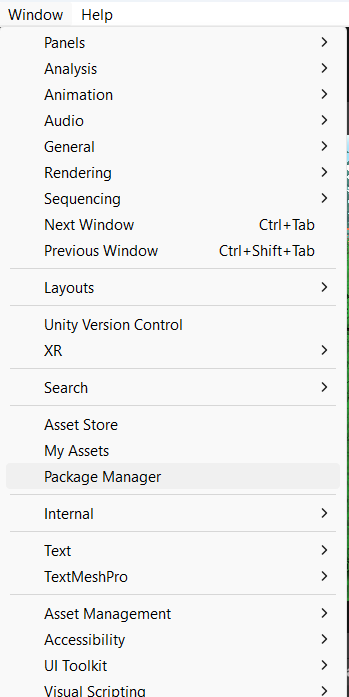 Window Help
Panels
Analysis
Animation
Audio
General
Rendering
Sequencing
Next Window Ctrl+Tab
Previous Window Ctrl+Shift+Tab
Layouts
Unity Version Control
XR
Search
Asset Store
My Assets
Package Manager
Internal
Text
TextMeshPro
Asset Management
Accessibility
UI Toolkit
Visual Scripting